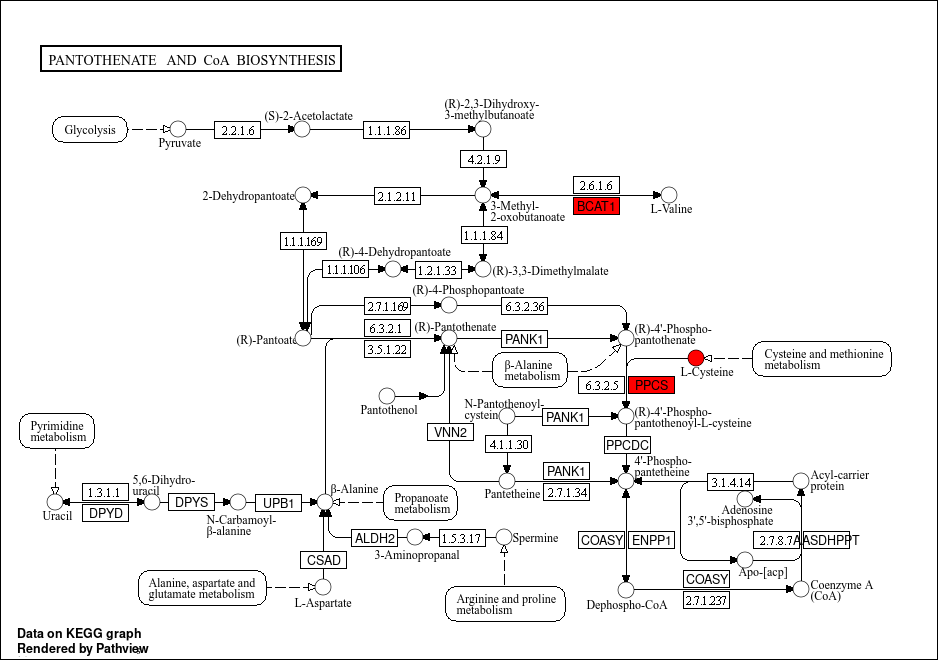 PANTOTHENATE AND CoA BIOSYNTHESIS
Glycolysis
Pyruvate
2.2.1.6
(S)-2-Acetolactate
1.1.1.86
(R)-2,3-Dihydroxy-
3-methylbutanoate
4.2.1.9
2-Dehydropantoate
2.1.2.11
3-Methyl-
2-oxobutanoate
2.6.1.6
BCAT1
L-Valine
1.1.1.169
1.1.1.84
(R)-4-Dehydropantoate
1.1.1.106
1.2.1.33
(R)-3,3-Dimethylmalate
(R)-4-Phosphopantoate
2.7.1.169
6.3.2.36
(R)-Pantoate
6.3.2.1
3.5.1.22
(R)-Pantothenate
PANK1
(R)-4'-Phospho-
pantothenate
β-Alanine
metabolism
L-Cysteine
Cysteine and methionine
metabolism
6.3.2.5
PPCS
Pantothenol
N-Pantothenoyl-
cystein
PANK1
(R)-4'-Phospho-
pantothenoyl-L-cysteine
VNN2
4.1.1.30
PPCDC
Pyrimidine
metabolism
4'-Phospho-
pantetheine
PANK1
2.7.1.34
Pantetheine
3.1.4.14
Acyl-carrier
protein
5,6-Dihydro-
uracil
1.3.1.1
DPYD
Uracil
DPYS
N-Carbamoyl-
β-alanine
UPB1
β-Alanine
Propanoate
metabolism
Adenosine
3',5'-bisphosphate
ALDH2
3-Aminopropanal
1.5.3.17
Spermine
COASY
ENPP1
2.7.8.7
AASDHPPT
CSAD
Apo-[acp]
Alanine, aspartate and
glutamate metabolism
L-Aspartate
Arginine and proline
metabolism
Dephospho-CoA
COASY
2.7.1.237
Coenzyme A
(CoA)
Data on KEGG graph
Rendered by Pathview